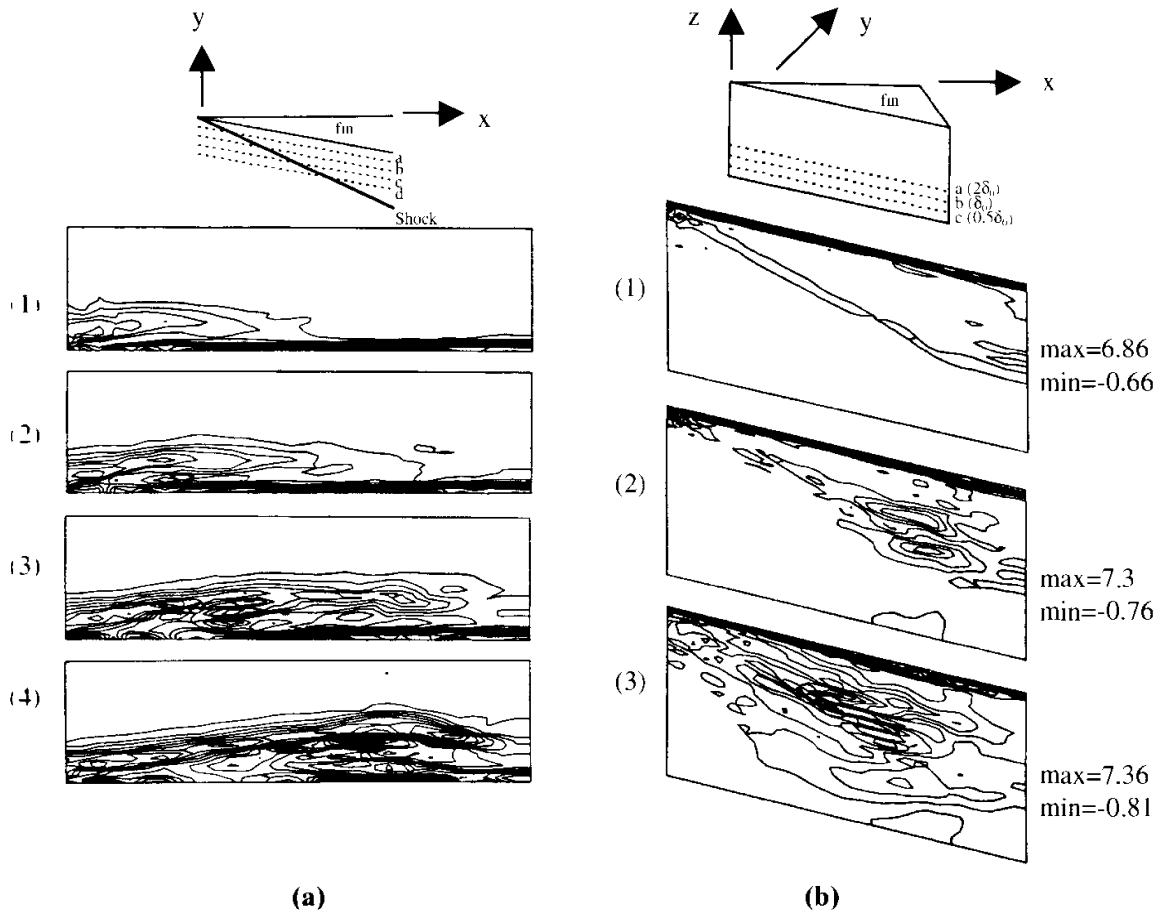 y
x
fin
a
b
c
d
Shock
(1)
(2)
(3)
(4)
(a)
z
y
x
fin
a (2δ₀)
b (δ₀)
c (0.5δ₀)
(1)
max=6.86
min=-0.66
(2)
max=7.3
min=-0.76
(3)
max=7.36
min=-0.81
(b)